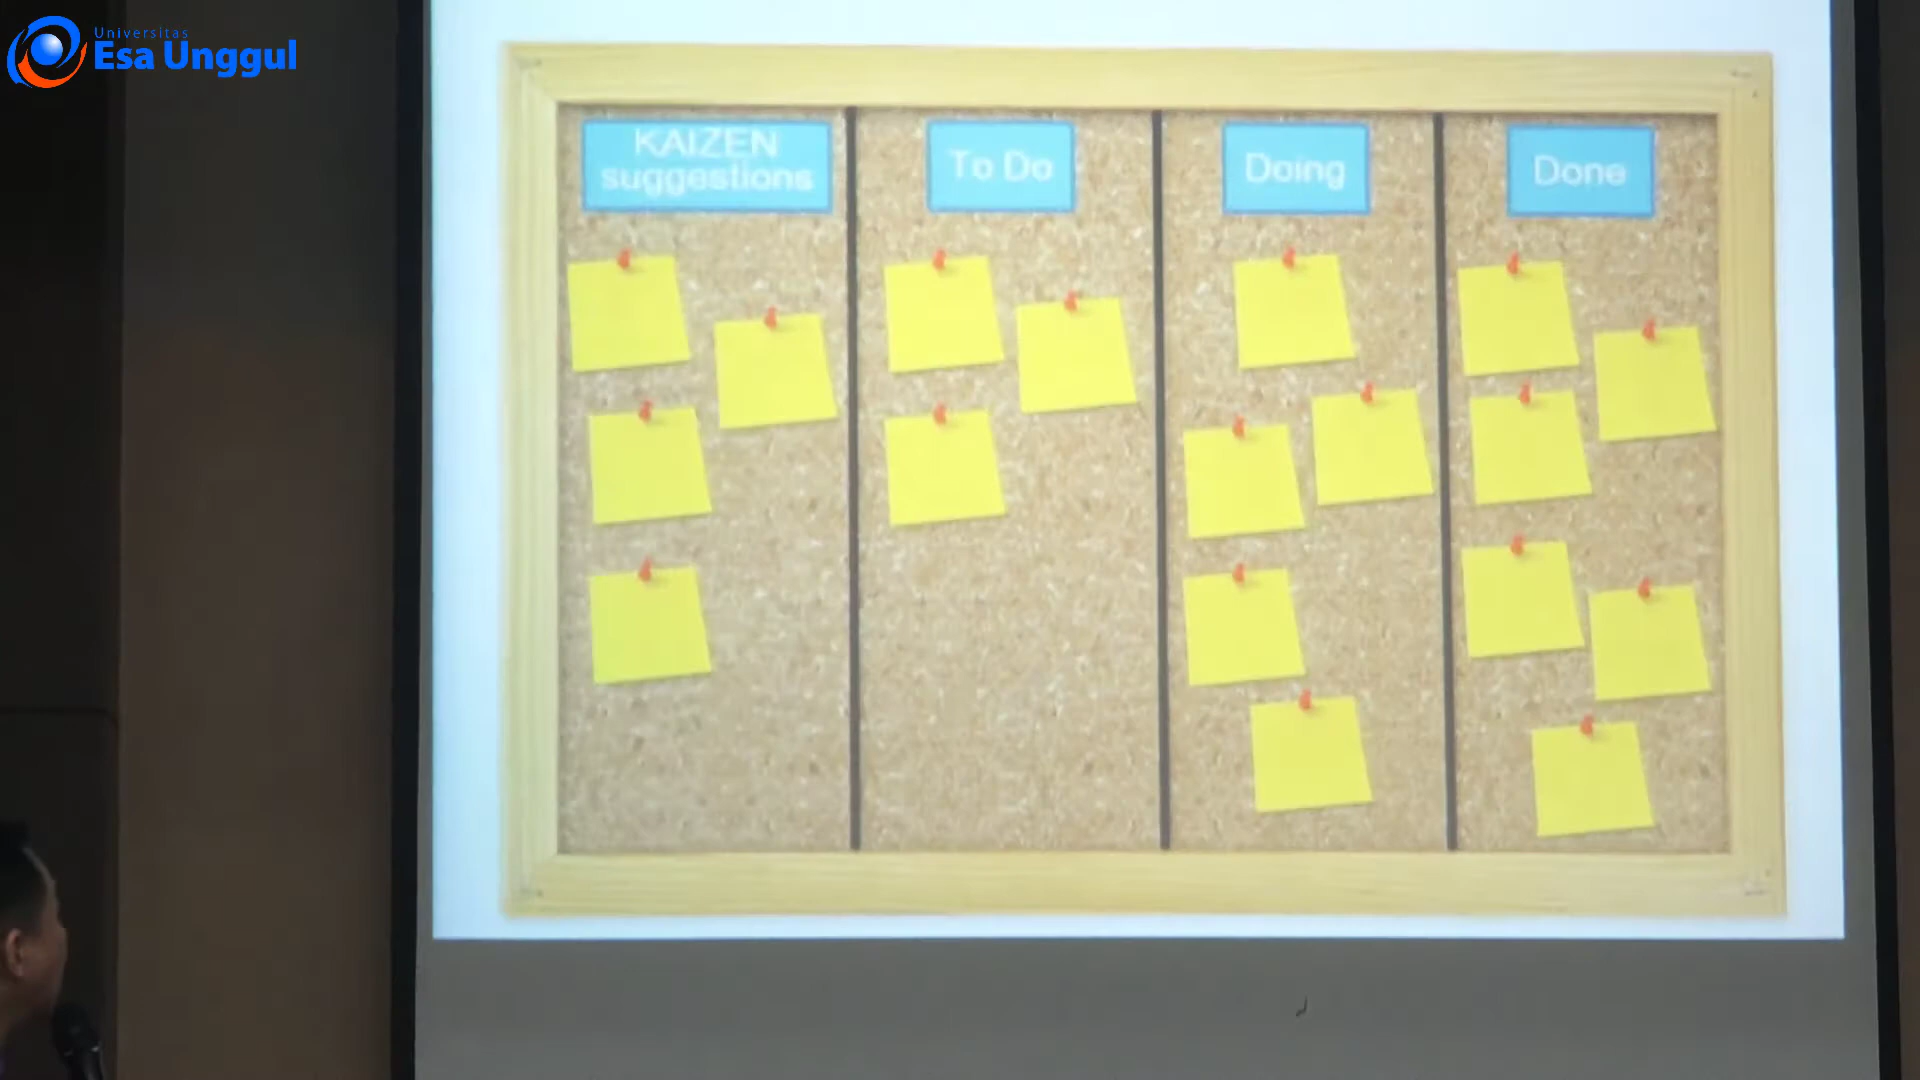 Universitas
Esa Unggul
KAIZEN
suggestions
To Do
Doing
Done